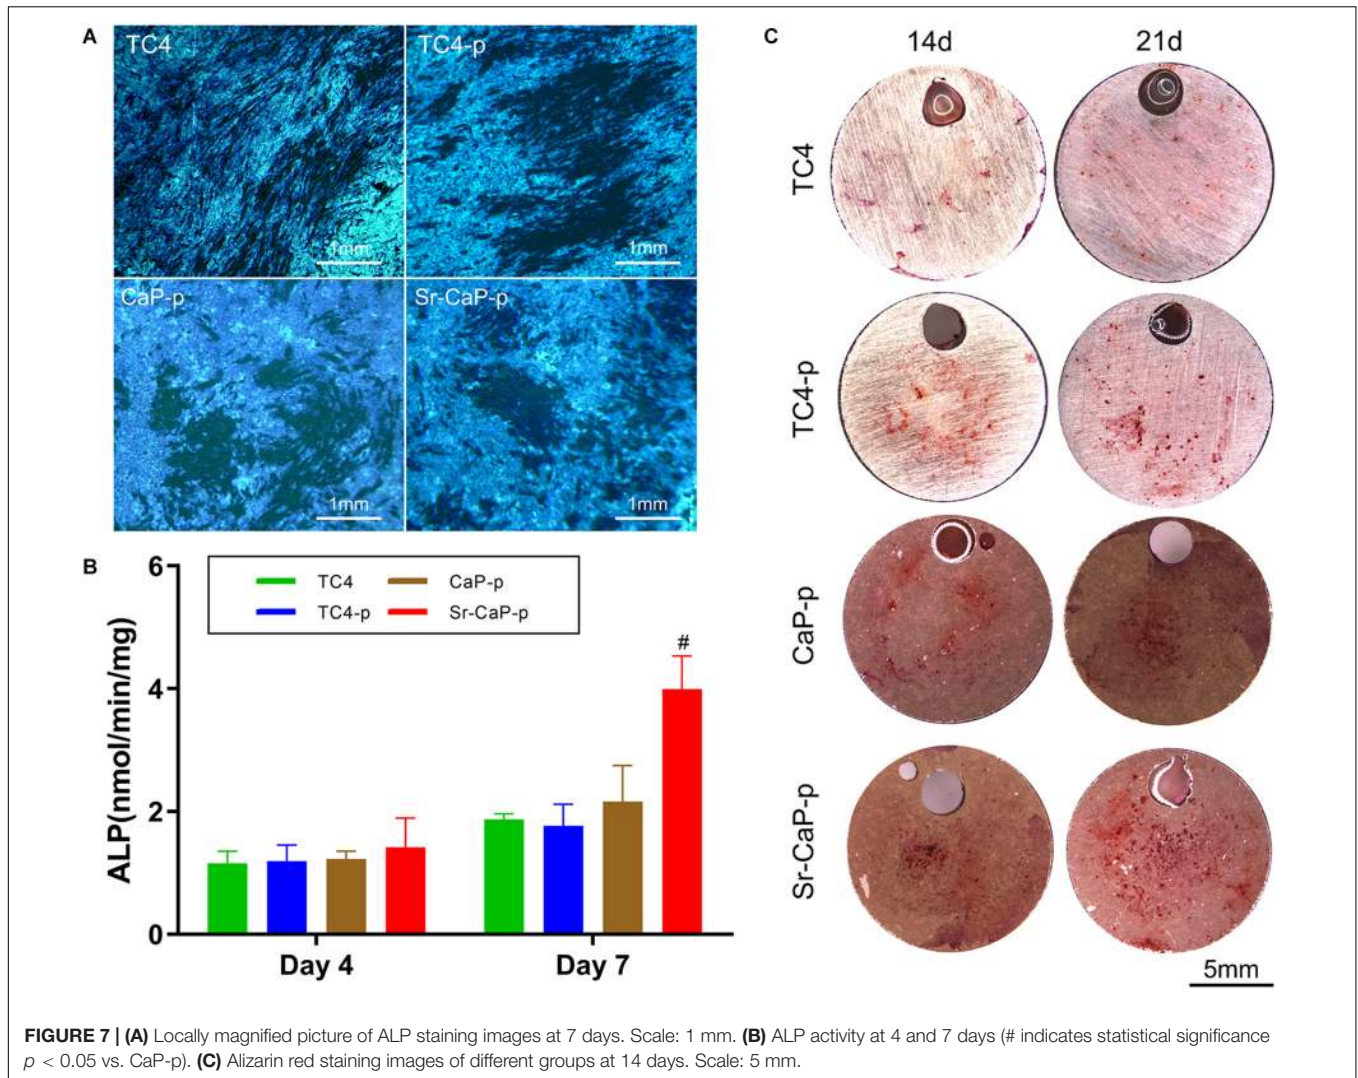 A
TC4
TC4-p
1mm
1mm
CaP-p
Sr-CaP-p
1mm
1mm
B
ALP(nmol/min/mg)
6
4
2
0
TC4
CaP-p
TC4-p
Sr-CaP-p
#
Day 4
Day 7
C
14d
21d
TC4
TC4-p
CaP-p
Sr-CaP-p
5mm
FIGURE 7 | (A) Locally magnified picture of ALP staining images at 7 days. Scale: 1 mm. (B) ALP activity at 4 and 7 days (# indicates statistical significance
p < 0.05 vs. CaP-p). (C) Alizarin red staining images of different groups at 14 days. Scale: 5 mm.